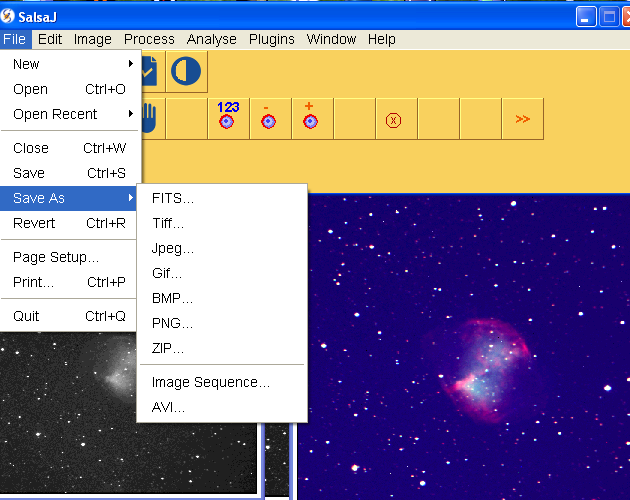 SalsaJ
File Edit Image Process Analyse Plugins Window Help
New
Open Ctrl+O
Open Recent
Close Ctrl+W
Save Ctrl+S
Save As
Revert Ctrl+R
Page Setup...
Print... Ctrl+P
Quit Ctrl+Q
FITS...
Tiff...
Jpeg...
Gif...
BMP...
PNG...
ZIP...
Image Sequence...
AVI...
123 - +
x
>>